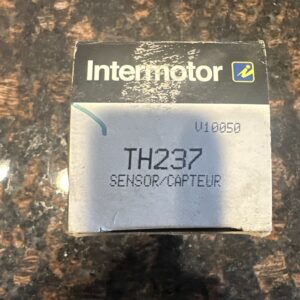 Intermotor
V10050
TH237
SENSOR/CAPTEUR